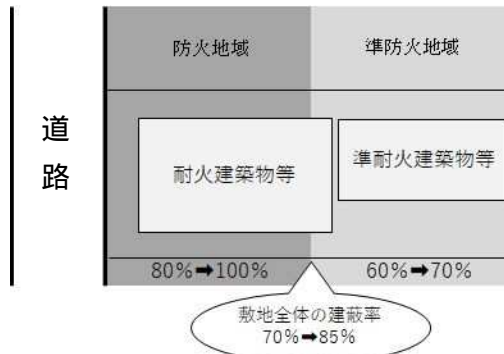 道路
防火地域
準防火地域
耐火建築物等
準耐火建築物等
80%➡100%
60%➡70%
敷地全体の建蔽率
70%➡85%